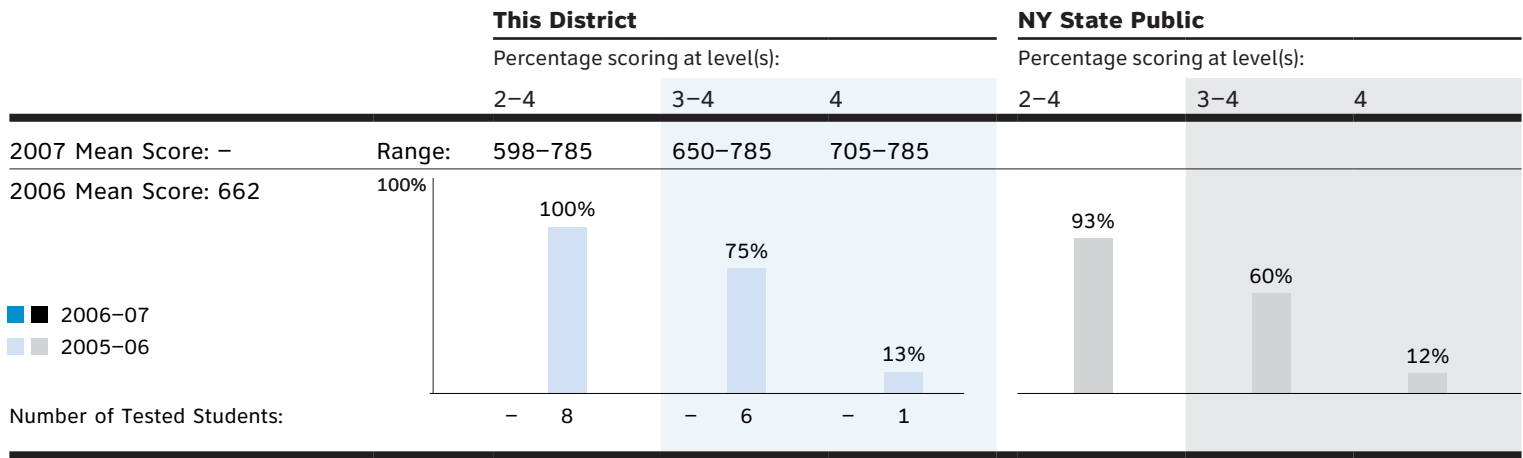 This District NY State Public
Percentage scoring at level(s): Percentage scoring at level(s):
2–4 3–4 4 2–4 3–4 4
2007 Mean Score: – Range: 598–785 650–785 705–785
2006 Mean Score: 662 100%
100%
93%
75%
60%
2006–07
2005–06
13% 12%
Number of Tested Students: – 8 – 6 – 1